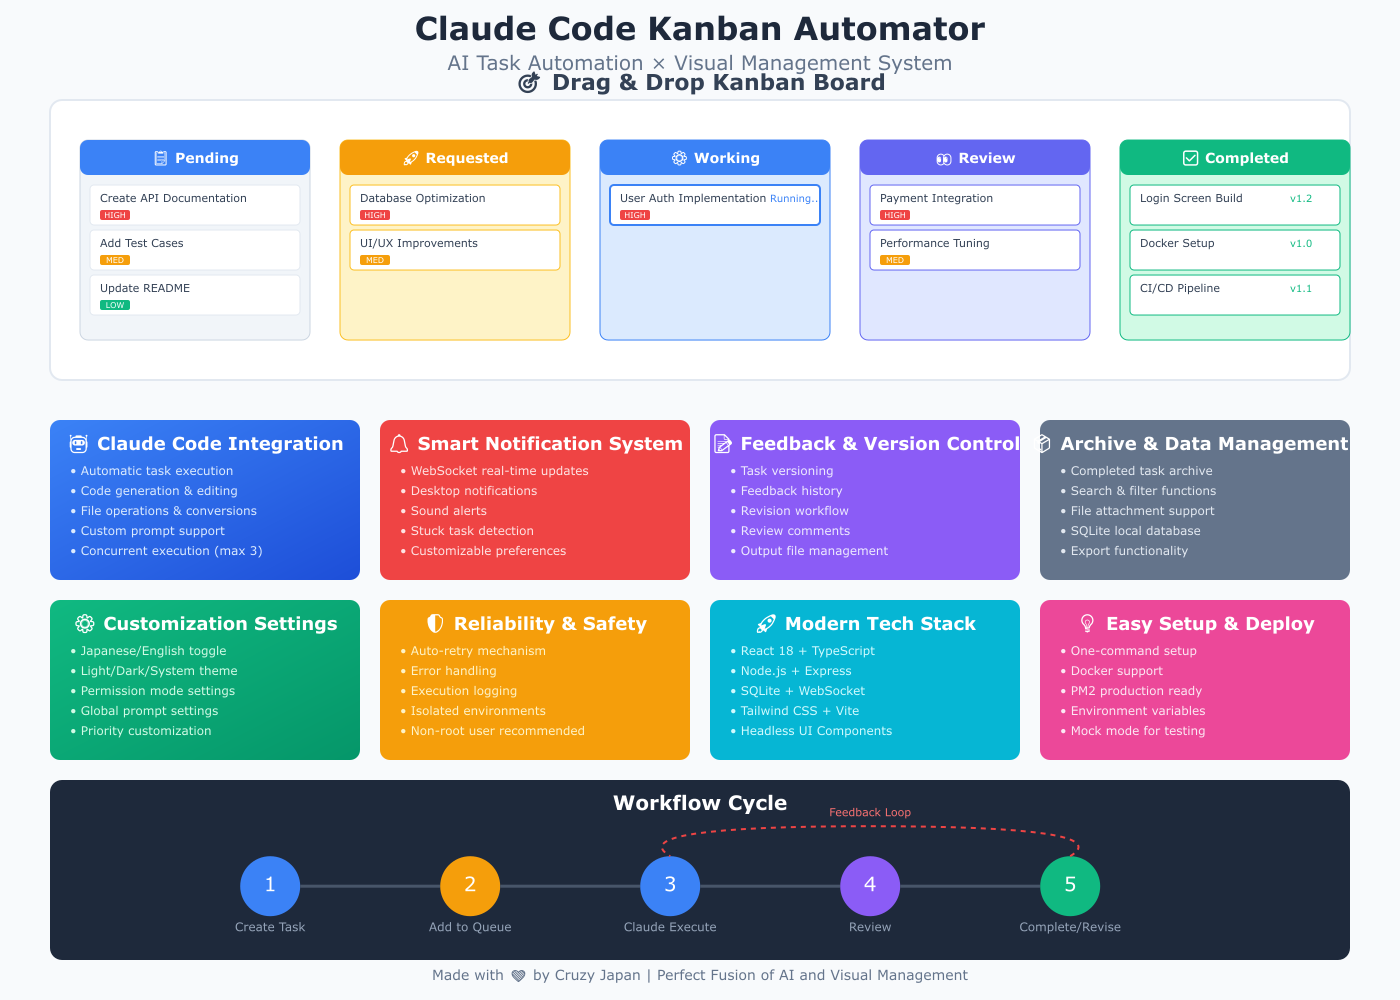 Claude Code Kanban Automator
AI Task Automation × Visual Management System
Drag & Drop Kanban Board
Pending
Create API Documentation
HIGH
Add Test Cases
MED
Update README
LOW
Requested
Database Optimization
HIGH
UI/UX Improvements
MED
Working
User Auth Implementation Running..
HIGH
Review
Payment Integration
HIGH
Performance Tuning
MED
Completed
Login Screen Build v1.2
Docker Setup v1.0
CI/CD Pipeline v1.1
Claude Code Integration
• Automatic task execution
• Code generation & editing
• File operations & conversions
• Custom prompt support
• Concurrent execution (max 3)
Smart Notification System
• WebSocket real-time updates
• Desktop notifications
• Sound alerts
• Stuck task detection
• Customizable preferences
Feedback & Version Control
• Task versioning
• Feedback history
• Revision workflow
• Review comments
• Output file management
Archive & Data Management
• Completed task archive
• Search & filter functions
• File attachment support
• SQLite local database
• Export functionality
Customization Settings
• Japanese/English toggle
• Light/Dark/System theme
• Permission mode settings
• Global prompt settings
• Priority customization
Reliability & Safety
• Auto-retry mechanism
• Error handling
• Execution logging
• Isolated environments
• Non-root user recommended
Modern Tech Stack
• React 18 + TypeScript
• Node.js + Express
• SQLite + WebSocket
• Tailwind CSS + Vite
• Headless UI Components
Easy Setup & Deploy
• One-command setup
• Docker support
• PM2 production ready
• Environment variables
• Mock mode for testing
Workflow Cycle
Feedback Loop
1
Create Task
2
Add to Queue
3
Claude Execute
4
Review
5
Complete/Revise
Made with by Cruzy Japan | Perfect Fusion of AI and Visual Management